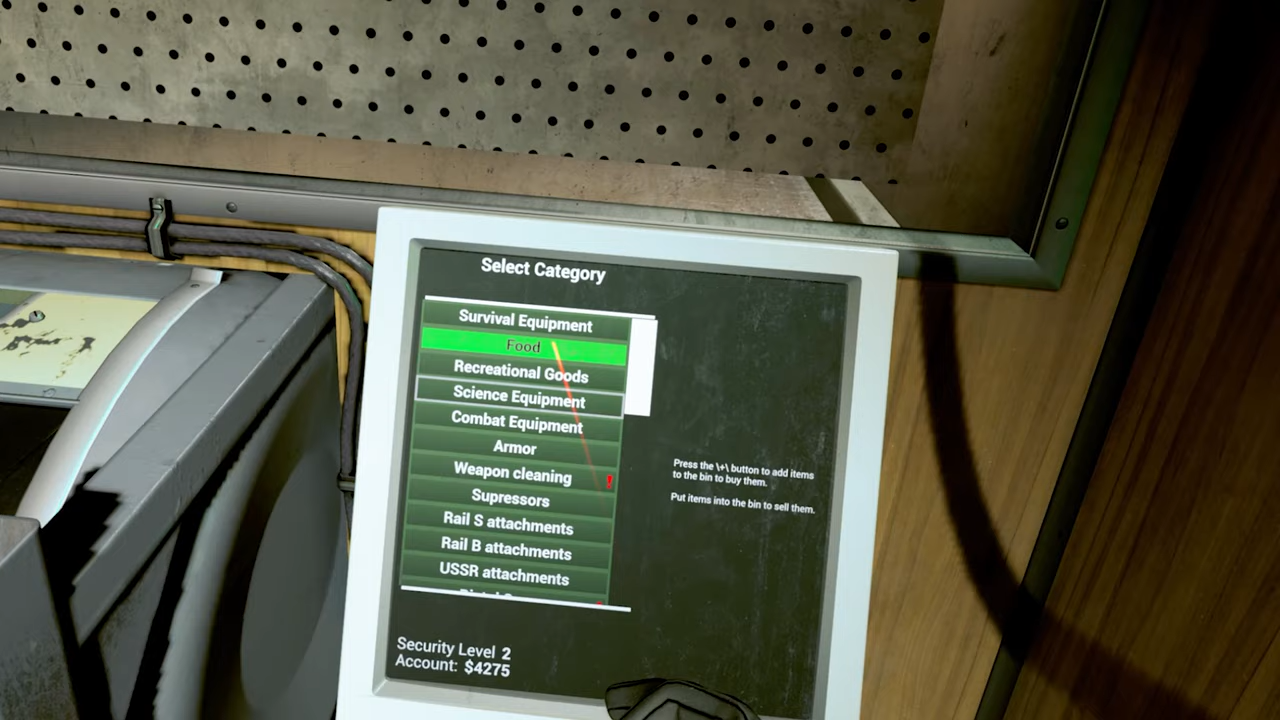 Select Category
Survival Equipment
Food
Recreational Goods
Science Equipment
Combat Equipment
Armor
Weapon cleaning !
Supressors
Rail S attachments
Rail B attachments
USSR attachments
Press the \+\ button to add items
to the bin to buy them.
Put items into the bin to sell them.
Security Level 2
Account: $4275